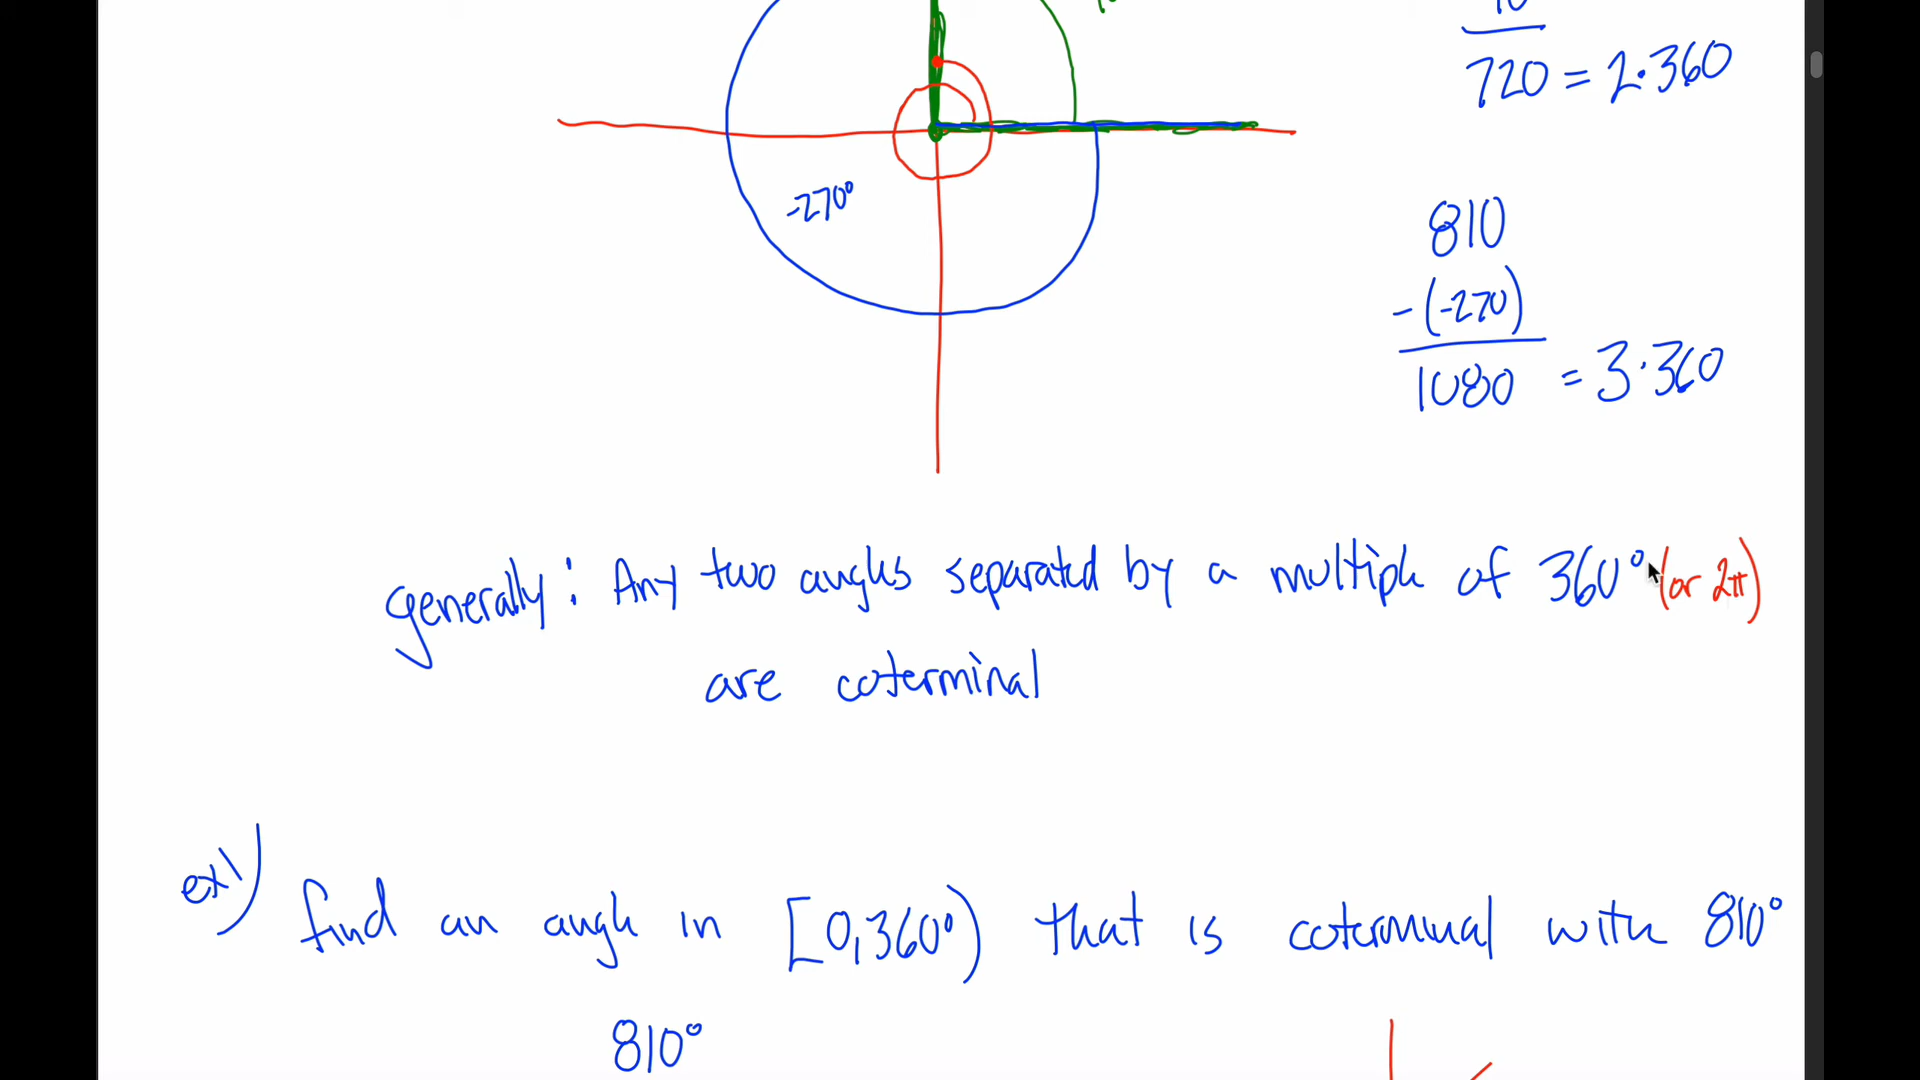 720 = 2·360
-270°
810
-(-270)
1080 = 3·360
generally: Any two angles separated by a multiple of 360° (or 2π)
are coterminal
ex1)
find an angle in [0,360°) that is coterminal with 810°
810°